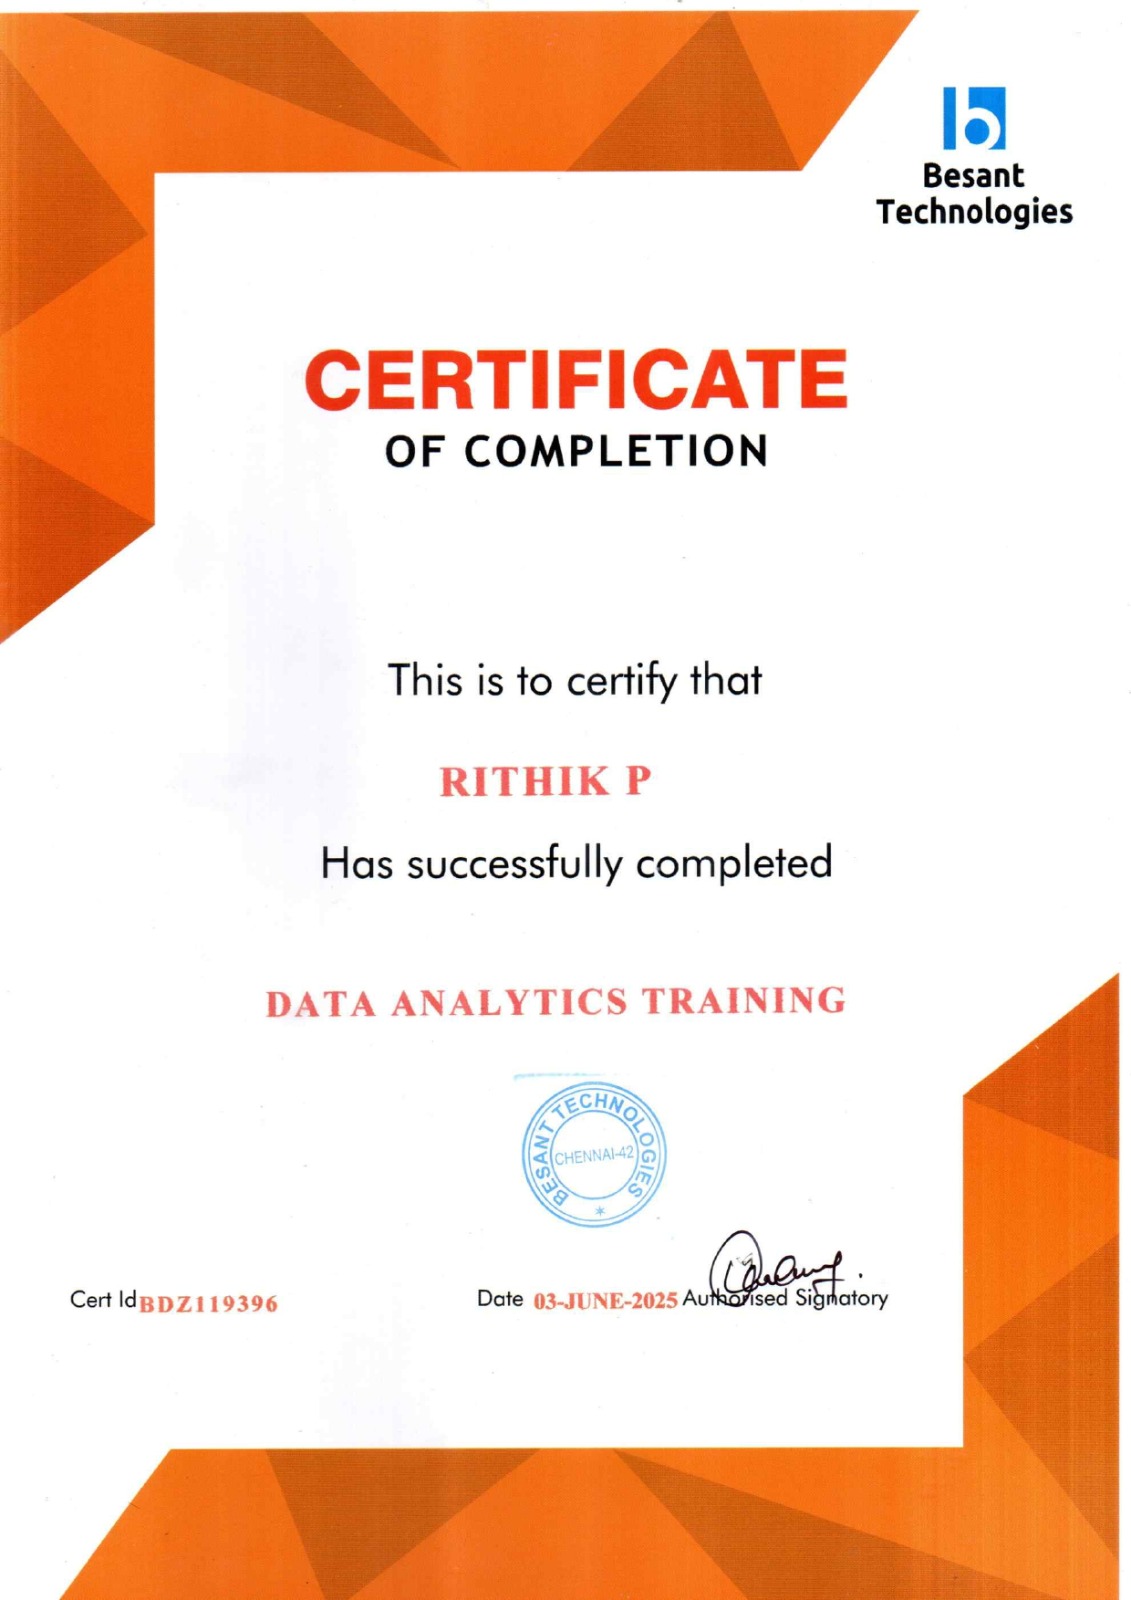 Besant
Technologies
CERTIFICATE
OF COMPLETION
This is to certify that
RITHIK P
Has successfully completed
DATA ANALYTICS TRAINING
BESANT TECHNOLOGIES
CHENNAI-42
Cert Id BDZ119396
Date 03-JUNE-2025 Authorised Signatory